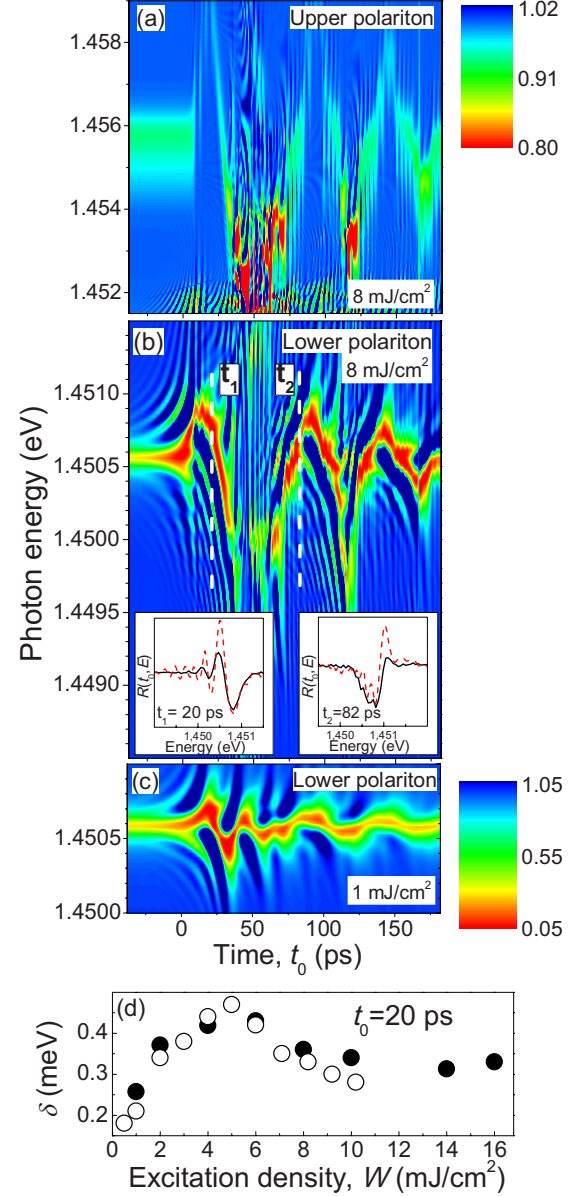 (a)
Upper polariton
1.458
1.456
1.454
1.452
8 mJ/cm²
1.02
0.91
0.80
(b)
Lower polariton
8 mJ/cm²
t₁
t₂
1.4510
1.4505
1.4500
1.4495
1.4490
Photon energy (eV)
R(t₀,E)
t₁= 20 ps
1,450
1,451
Energy (eV)
R(t₀,E)
t₂=82 ps
1,450
1,451
Energy (eV)
(c)
Lower polariton
1.4505
1.4500
1 mJ/cm²
1.05
0.55
0.05
0
50
100
150
Time, t₀ (ps)
(d)
t₀=20 ps
0.4
0.3
0.2
δ (meV)
0
2
4
6
8
10
12
14
16
Excitation density, W (mJ/cm²)